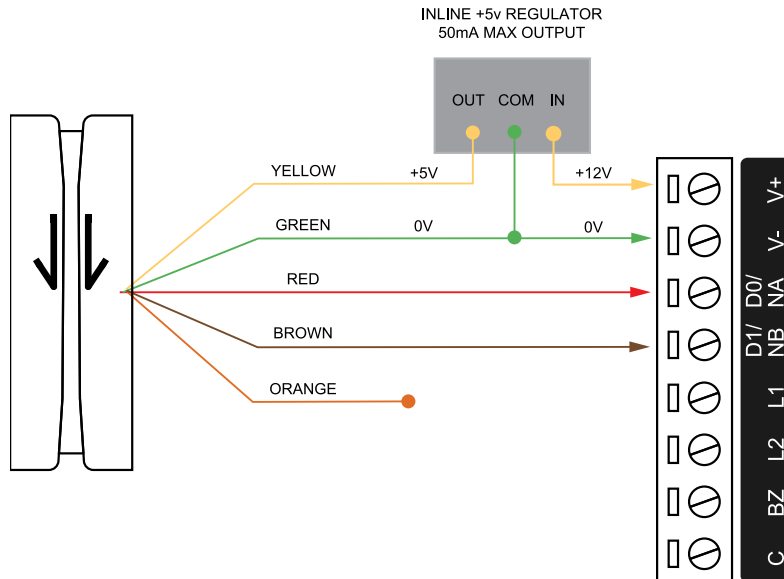 INLINE +5v REGULATOR
50mA MAX OUTPUT
OUT COM IN
YELLOW +5V +12V
GREEN 0V 0V
RED
BROWN
ORANGE
V+
V-
D0/
NA
D1/
NB
L1
L2
BZ
C